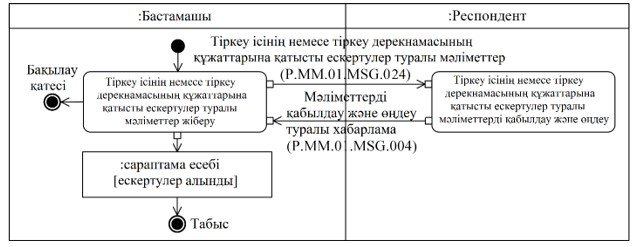 :Бастамашы
:Респондент
Тіркеу ісінің немесе тіркеу дерекнамасының
құжаттарына қатысты ескертулер туралы мәліметтер
(P.MM.01.MSG.024)
Бақылау
қатесі
Тіркеу ісінің немесе тіркеу
дерекнамасының құжаттарына
қатысты ескертулер туралы
мәліметтер жіберу
Тіркеу ісінің немесе тіркеу
дерекнамасының құжаттарына
қатысты ескертулер туралы
мәліметтерді қабылдау және өңдеу
Мәліметтерді
қабылдау және өңдеу
туралы хабарлама
(P.MM.01.MSG.004)
:сараптама есебі
[ескертулер алынды]
Табыс